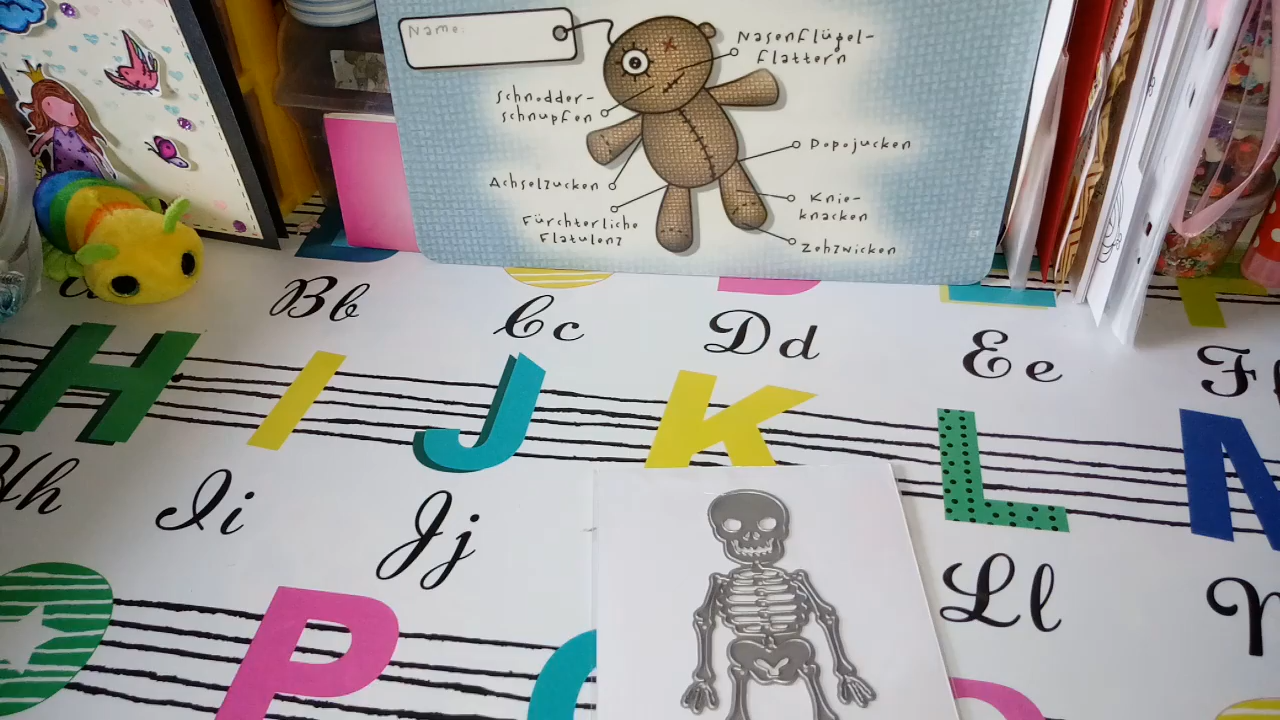 Name:
Nasenflügel-
flattern
Schnodder-
schnupfen
Popojucken
Achselzucken
Knie-
knacken
Fürchterliche
Flatulenz
Zehzwicken
Bb
Cc
Dd
Ee
H
I
J
K
L
Hh
Ii
Jj
Ll
P